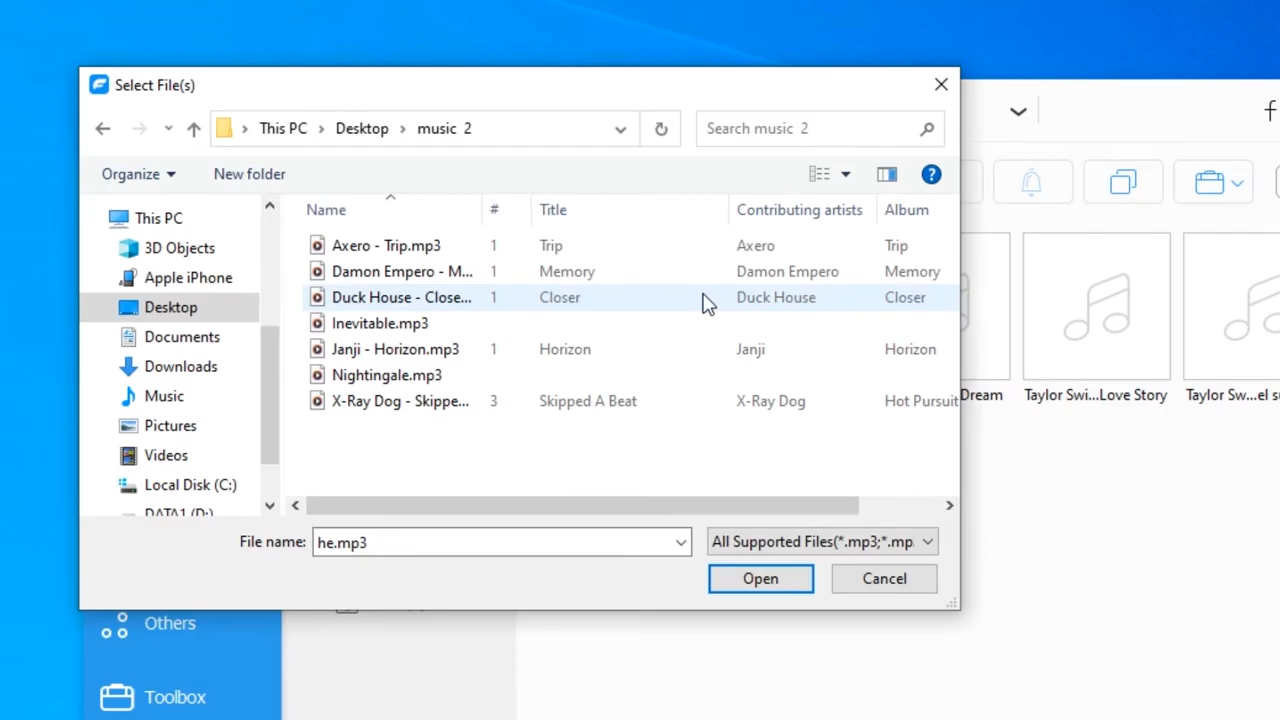 Select File(s)
This PC
Desktop
music 2
Search music 2
Organize
New folder
?
Name
#
Title
Contributing artists
Album
This PC
3D Objects
Apple iPhone
Desktop
Documents
Downloads
Music
Pictures
Videos
Local Disk (C:)
DATA1 (D:)
Axero - Trip.mp3 1 Trip Axero Trip
Damon Empero - M... 1 Memory Damon Empero Memory
Duck House - Close... 1 Closer Duck House Closer
Inevitable.mp3
Janji - Horizon.mp3 1 Horizon Janji Horizon
Nightingale.mp3
X-Ray Dog - Skippe... 3 Skipped A Beat X-Ray Dog Hot Pursuit
File name: he.mp3
All Supported Files(*.mp3;*.mp
Open
Cancel
f
Dream
Taylor Swi...Love Story
Taylor Sw...el s
Others
Toolbox